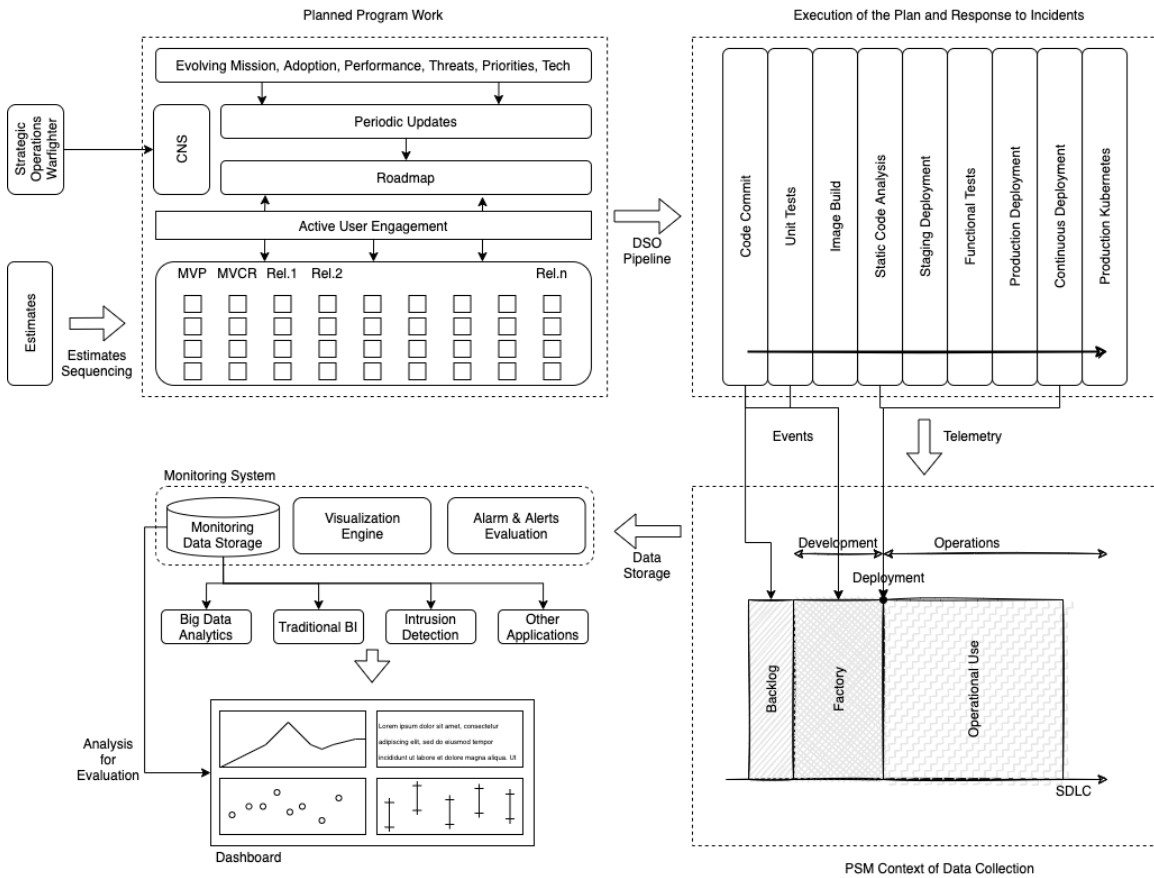 Planned Program Work
Execution of the Plan and Response to Incidents
Evolving Mission, Adoption, Performance, Threats, Priorities, Tech
Strategic
Operations
Warfighter
CNS
Periodic Updates
Roadmap
Active User Engagement
MVP MVCR Rel.1 Rel.2 Rel.n
Estimates
Estimates
Sequencing
DSO
Pipeline
Code Commit
Unit Tests
Image Build
Static Code Analysis
Staging Deployment
Functional Tests
Production Deployment
Continuous Deployment
Production Kubernetes
Events
Telemetry
Monitoring System
Monitoring
Data Storage
Visualization
Engine
Alarm & Alerts
Evaluation
Data
Storage
Development
Operations
Deployment
Backlog
Factory
Operational Use
SDLC
Big Data
Analytics
Traditional BI
Intrusion
Detection
Other
Applications
Analysis
for
Evaluation
Lorem ipsum dolor sit amet, consectetur
adipiscing elit, sed do eiusmod tempor
incididunt ut labore et dolore magna aliqua. Ut
Dashboard
PSM Context of Data Collection